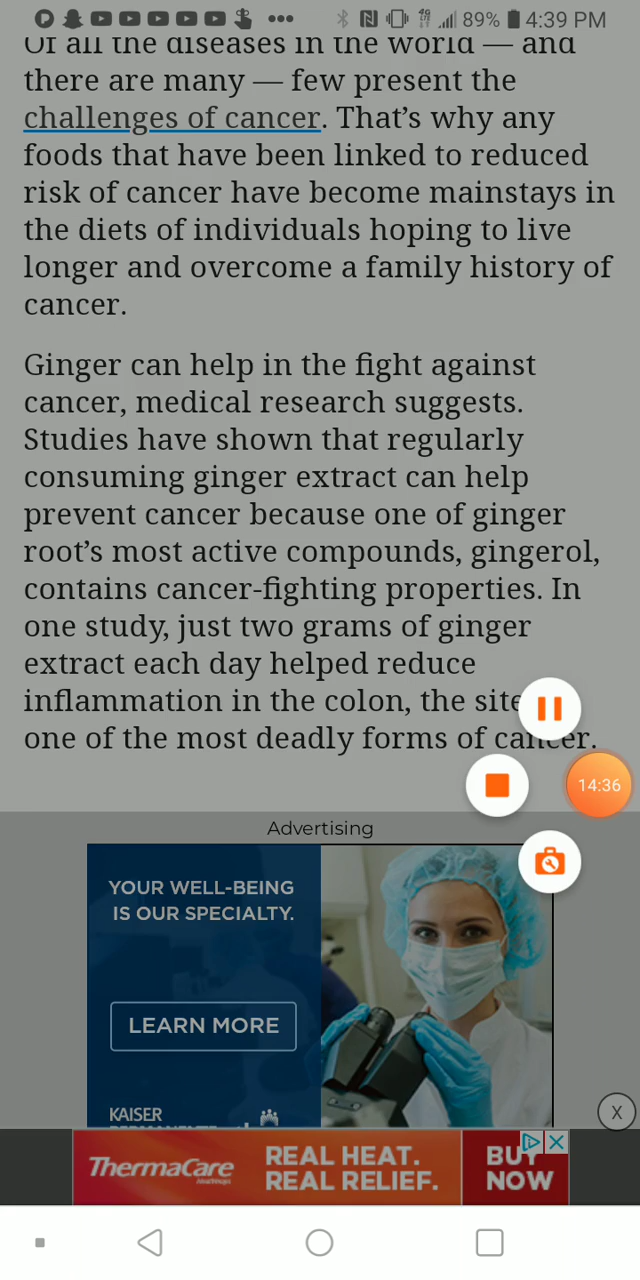 89% 4:39 PM
Of all the diseases in the world — and
there are many — few present the
challenges of cancer. That’s why any
foods that have been linked to reduced
risk of cancer have become mainstays in
the diets of individuals hoping to live
longer and overcome a family history of
cancer.
Ginger can help in the fight against
cancer, medical research suggests.
Studies have shown that regularly
consuming ginger extract can help
prevent cancer because one of ginger
root’s most active compounds, gingerol,
contains cancer-fighting properties. In
one study, just two grams of ginger
extract each day helped reduce
inflammation in the colon, the site
one of the most deadly forms of cancer.
14:36
Advertising
YOUR WELL-BEING
IS OUR SPECIALTY.
LEARN MORE
KAISER
PERMANENTE
X
ThermaCare
HeatWraps
REAL HEAT.
REAL RELIEF.
BUY
NOW